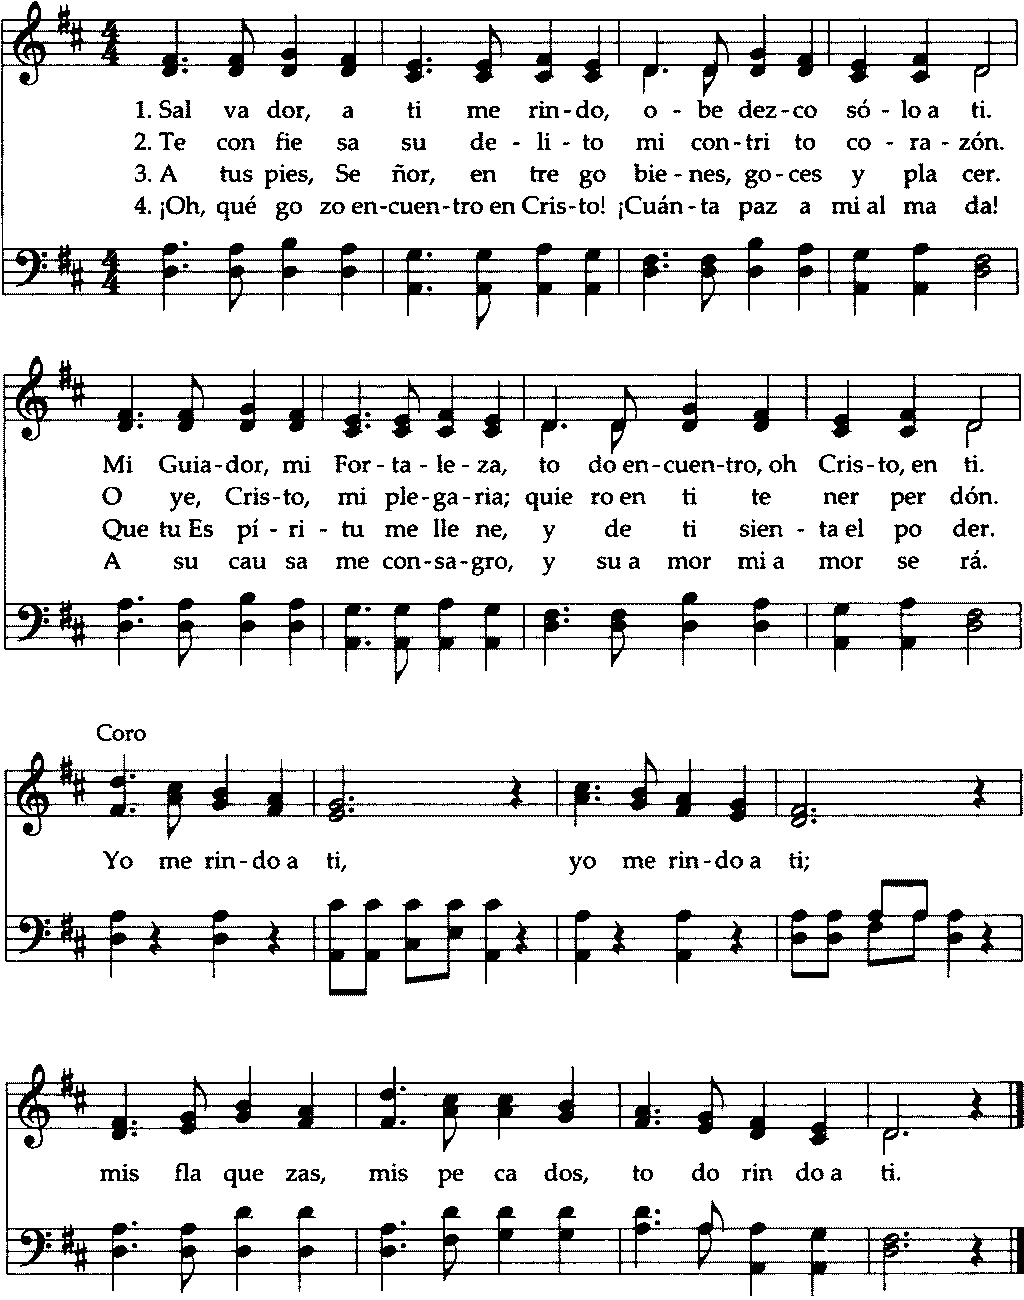 1. Sal va dor, a ti me rin-do, o - be dez-co só-lo a ti.
2. Te con fie sa su de - li - to mi con-tri to co - ra - zón.
3. A tus pies, Se ñor, en tre go bie-nes, go-ces y pla cer.
4. ¡Oh, qué go zo en-cuen-tro en Cris-to! ¡Cuán-ta paz a mi al ma da!
Mi Guia-dor, mi For-ta-le-za, to do en-cuen-tro, oh Cris-to, en ti.
O ye, Cris-to, mi ple-ga-ria; quie ro en ti te ner per dón.
Que tu Es pí - ri - tu me lle ne, y de ti sien - ta el po der.
A su cau sa me con-sa-gro, y su a mor mi a mor se rá.
Coro
Yo me rin-do a ti, yo me rin-do a ti;
mis fla que zas, mis pe ca dos, to do rin do a ti.